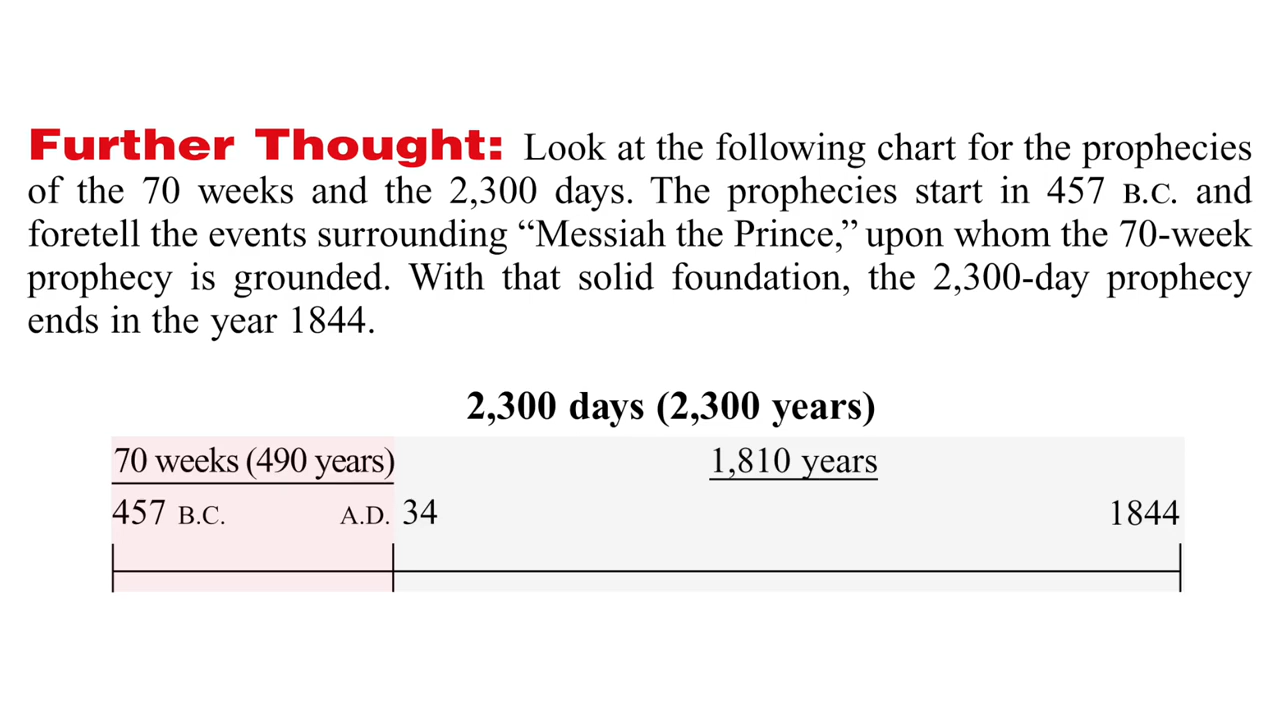 Further Thought: Look at the following chart for the prophecies
of the 70 weeks and the 2,300 days. The prophecies start in 457 B.C. and
foretell the events surrounding “Messiah the Prince,” upon whom the 70-week
prophecy is grounded. With that solid foundation, the 2,300-day prophecy
ends in the year 1844.
2,300 days (2,300 years)
70 weeks (490 years) 1,810 years
457 B.C. A.D. 34 1844